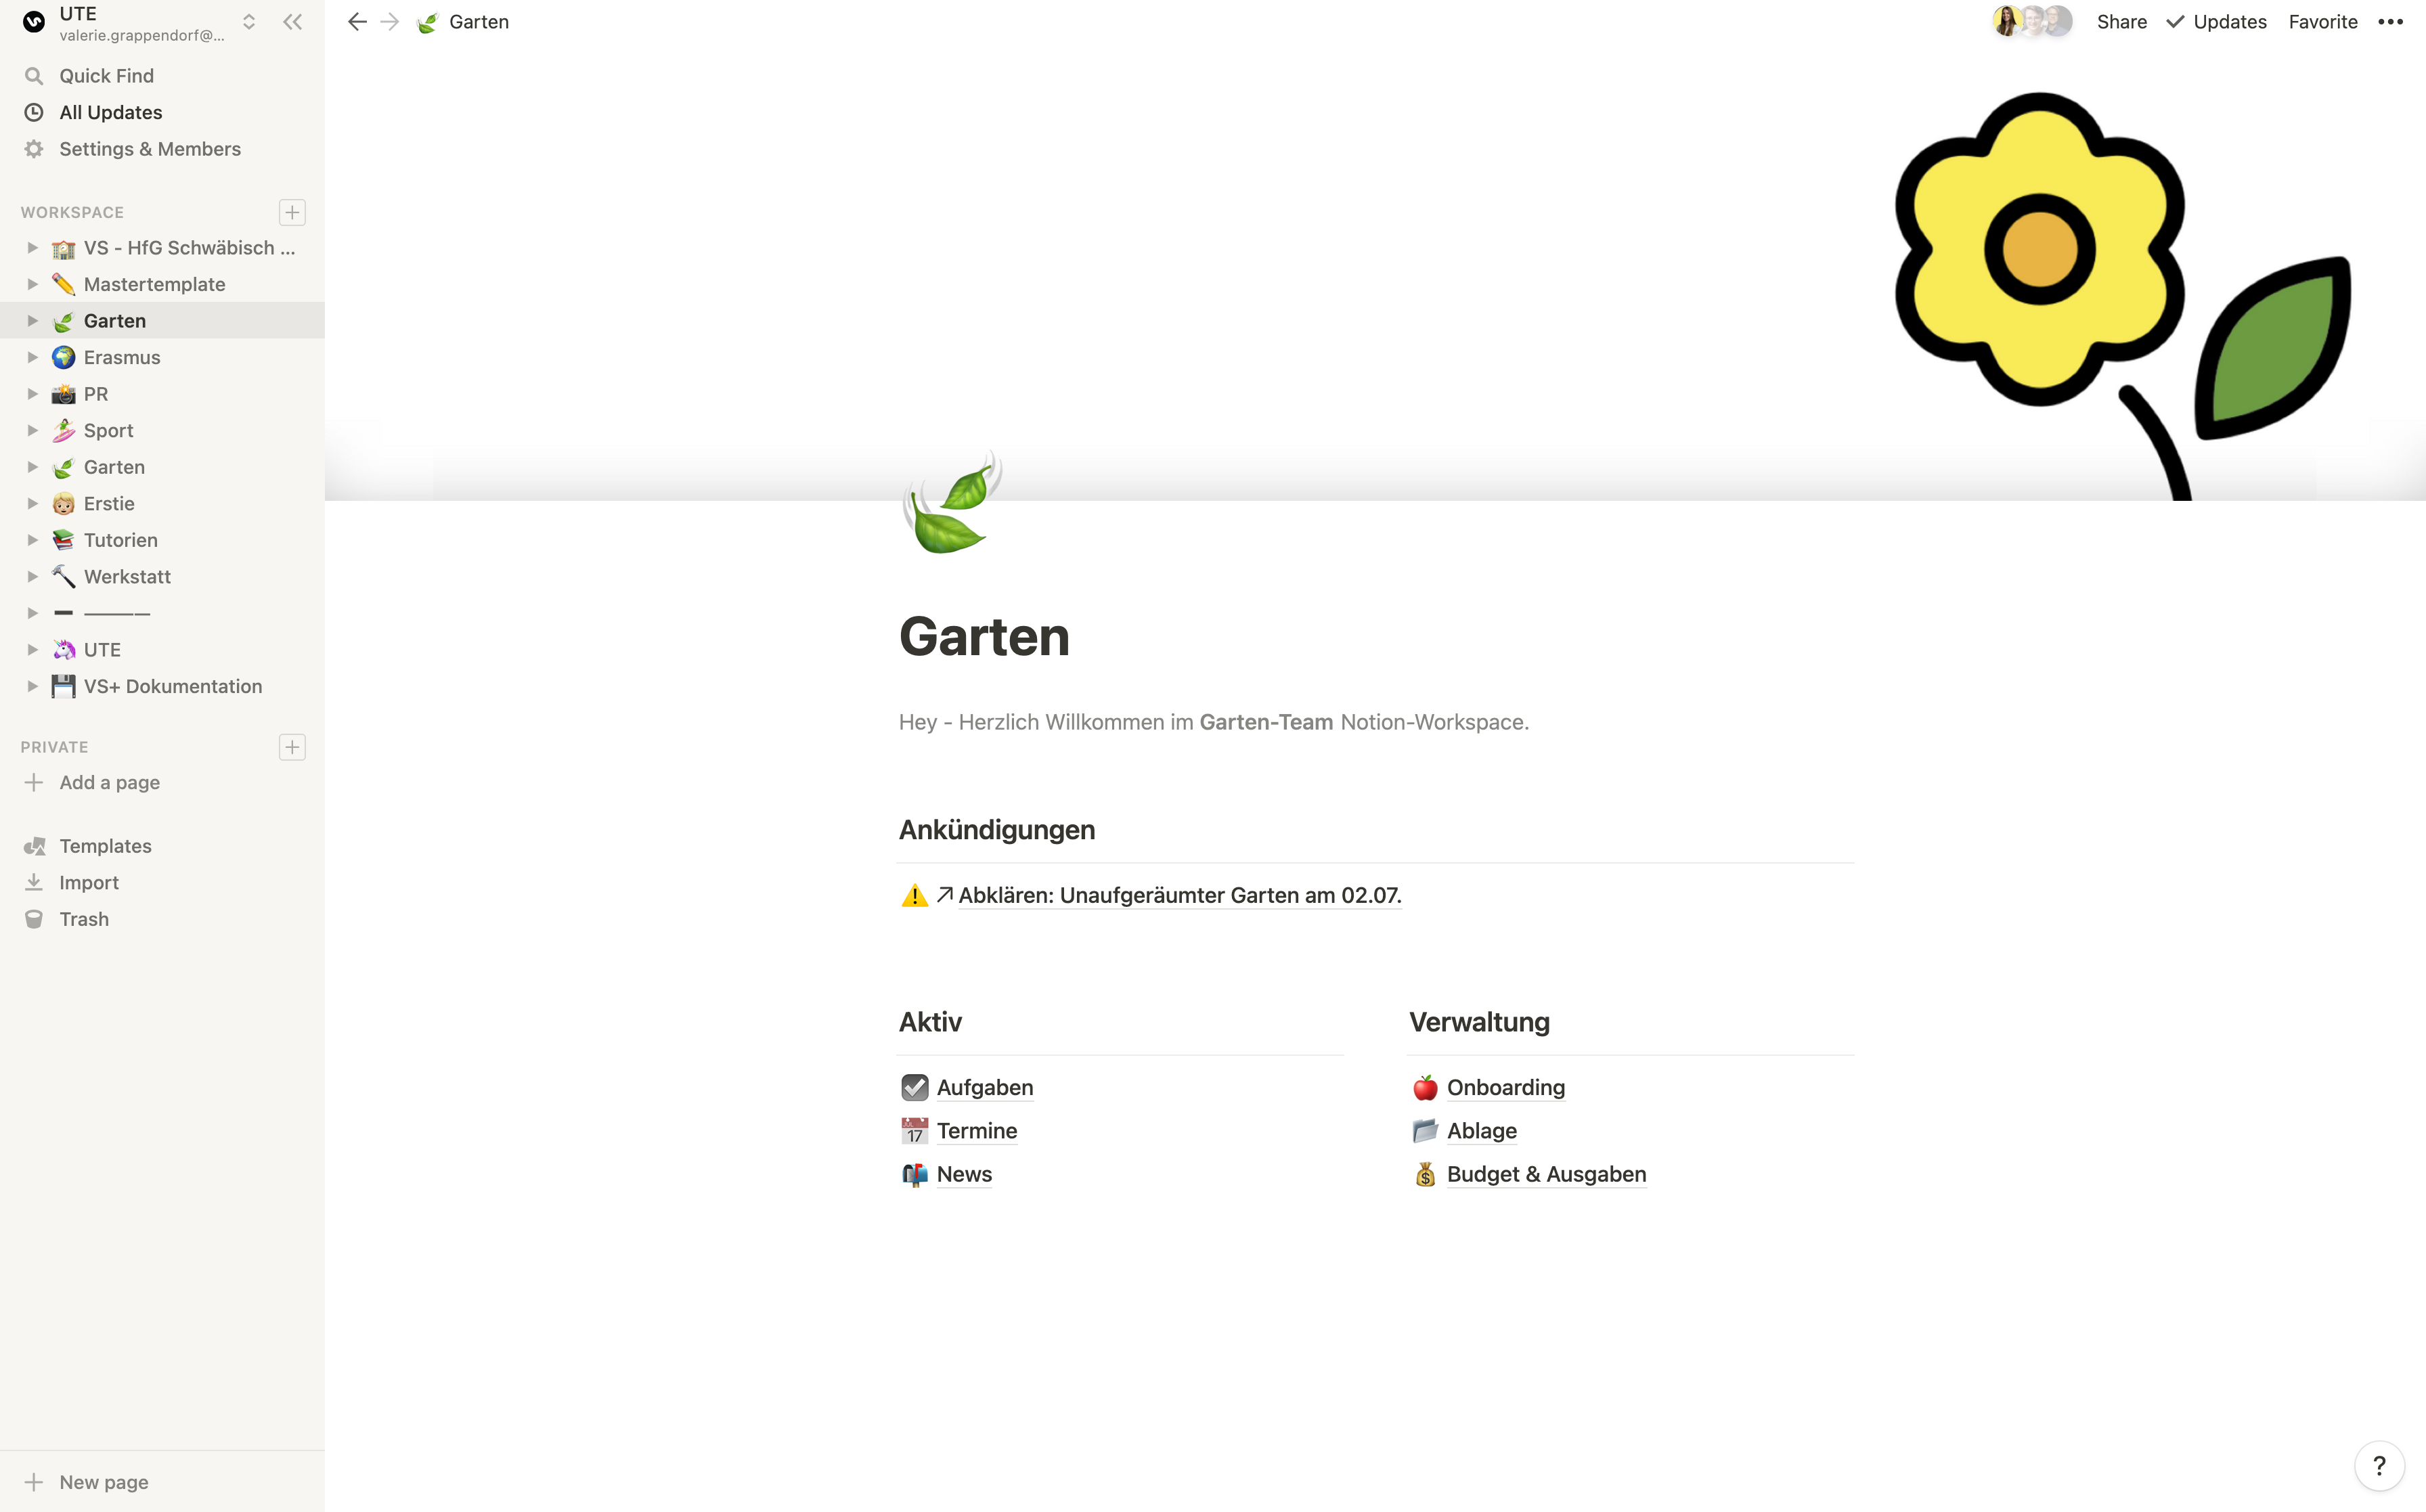 UTE
valerie.grappendorf@...
Quick Find
All Updates
Settings & Members
WORKSPACE
VS - HfG Schwäbisch ...
Mastertemplate
Garten
Erasmus
PR
Sport
Garten
Erstie
Tutorien
Werkstatt
————
UTE
VS+ Dokumentation
PRIVATE
Add a page
Templates
Import
Trash
New page
Garten
Share
Updates
Favorite
Garten
Hey - Herzlich Willkommen im Garten-Team Notion-Workspace.
Ankündigungen
Abklären: Unaufgeräumter Garten am 02.07.
Aktiv
Aufgaben
17 Termine
News
Verwaltung
Onboarding
Ablage
Budget & Ausgaben
?